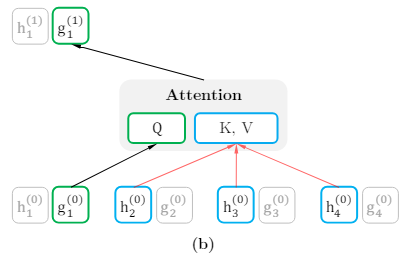 h₁⁽¹⁾ g₁⁽¹⁾
Attention
Q K, V
h₁⁽⁰⁾ g₁⁽⁰⁾ h₂⁽⁰⁾ g₂⁽⁰⁾ h₃⁽⁰⁾ g₃⁽⁰⁾ h₄⁽⁰⁾ g₄⁽⁰⁾
(b)